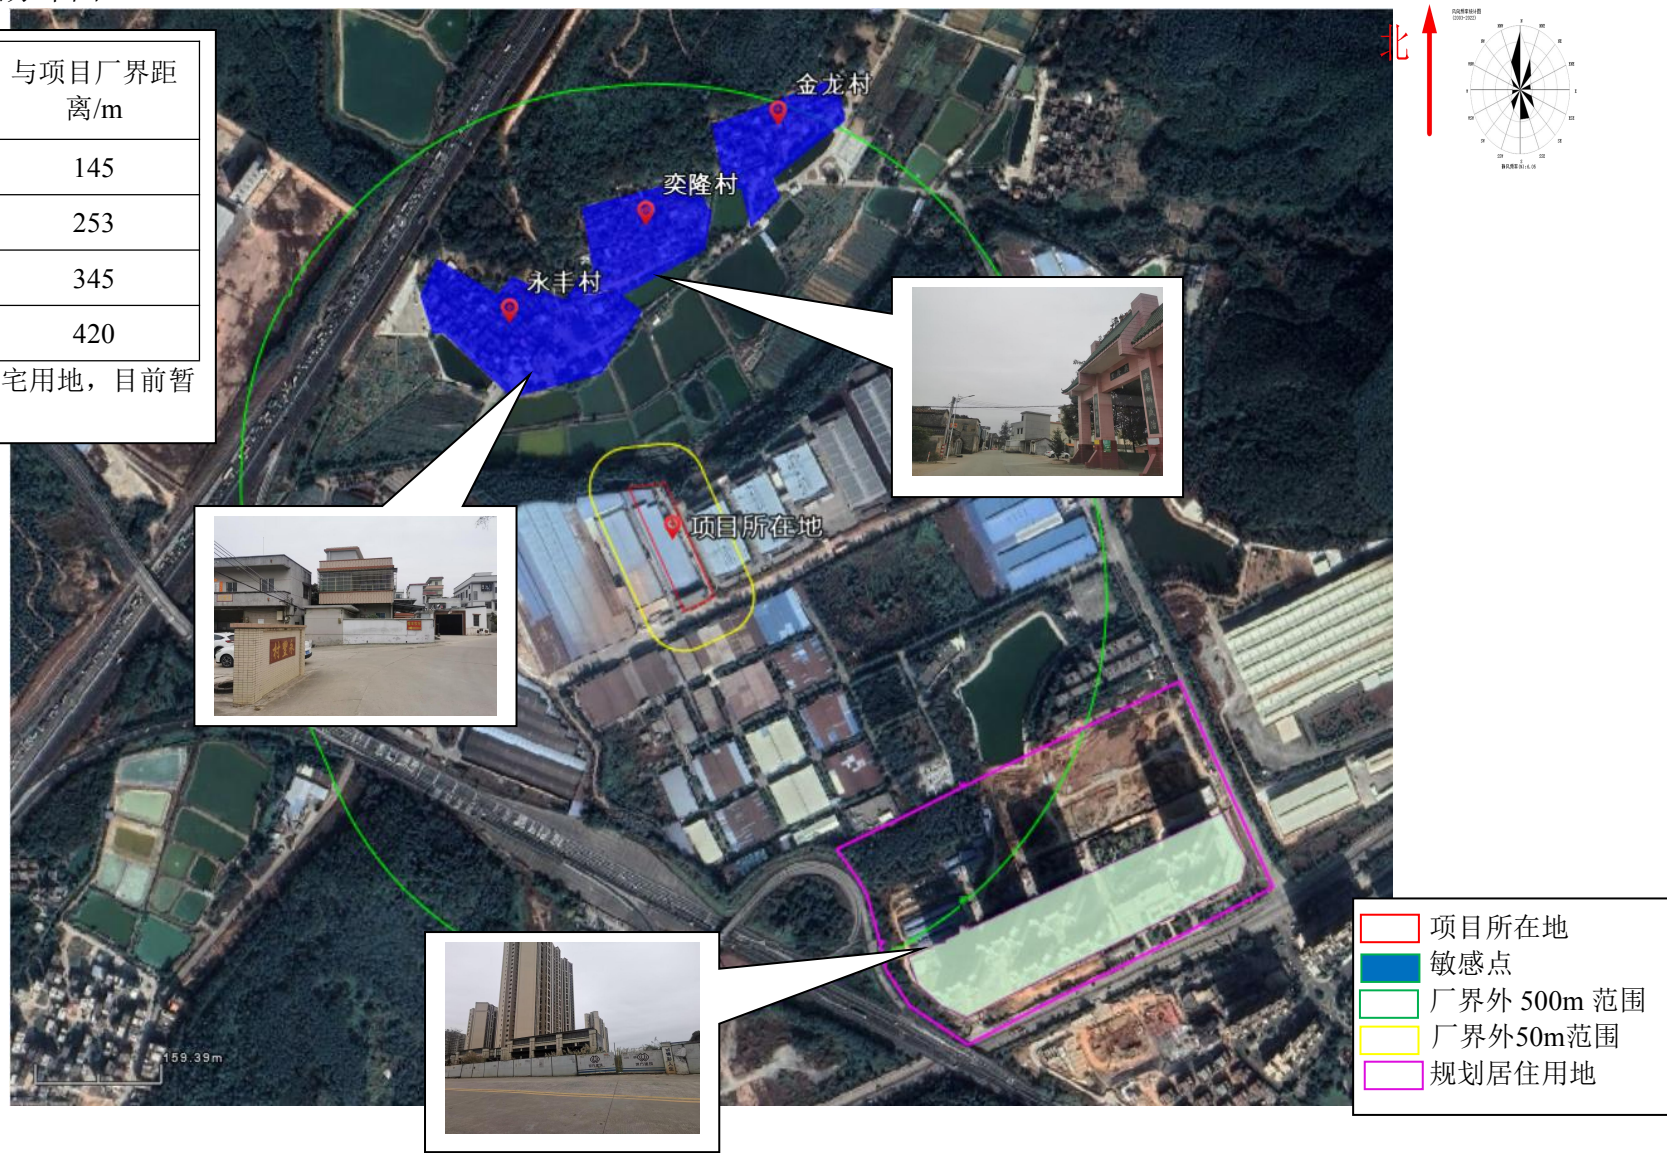 与项目厂界距
离/m
145
253
345
420
宅用地，目前暂
金龙村
奕隆村
永丰村
项目所在地
北
N
E
S
W
159.39m
项目所在地
敏感点
厂界外 500m 范围
厂界外50m范围
规划居住用地